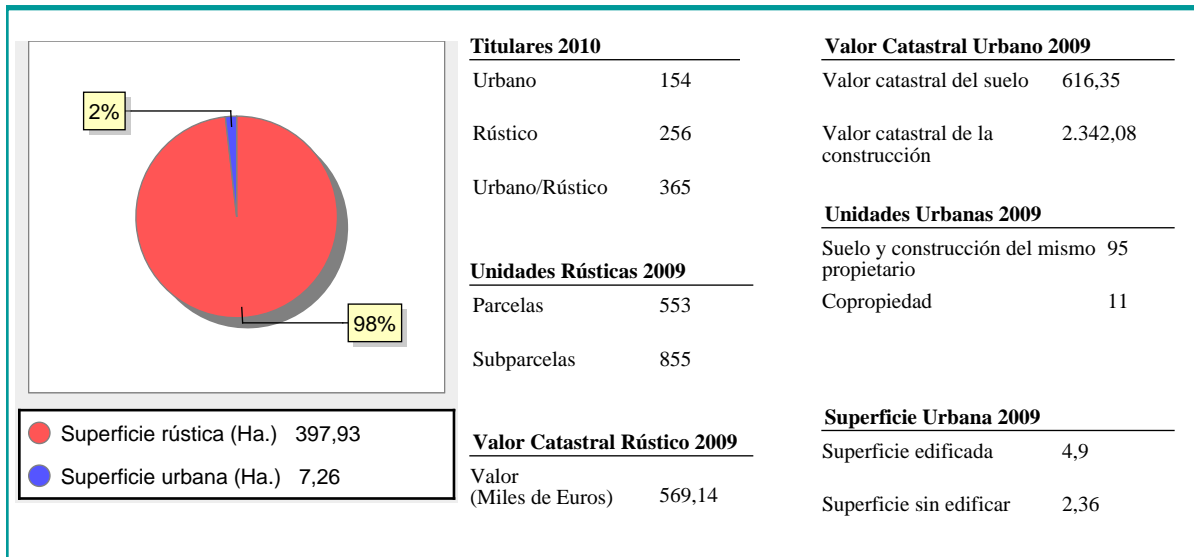 2%
98%
Superficie rústica (Ha.) 397,93
Superficie urbana (Ha.) 7,26
Titulares 2010
Urbano 154
Rústico 256
Urbano/Rústico 365
Unidades Rústicas 2009
Parcelas 553
Subparcelas 855
Valor Catastral Rústico 2009
Valor
(Miles de Euros) 569,14
Valor Catastral Urbano 2009
Valor catastral del suelo 616,35
Valor catastral de la 2.342,08
construcción
Unidades Urbanas 2009
Suelo y construcción del mismo 95
propietario
Copropiedad 11
Superficie Urbana 2009
Superficie edificada 4,9
Superficie sin edificar 2,36